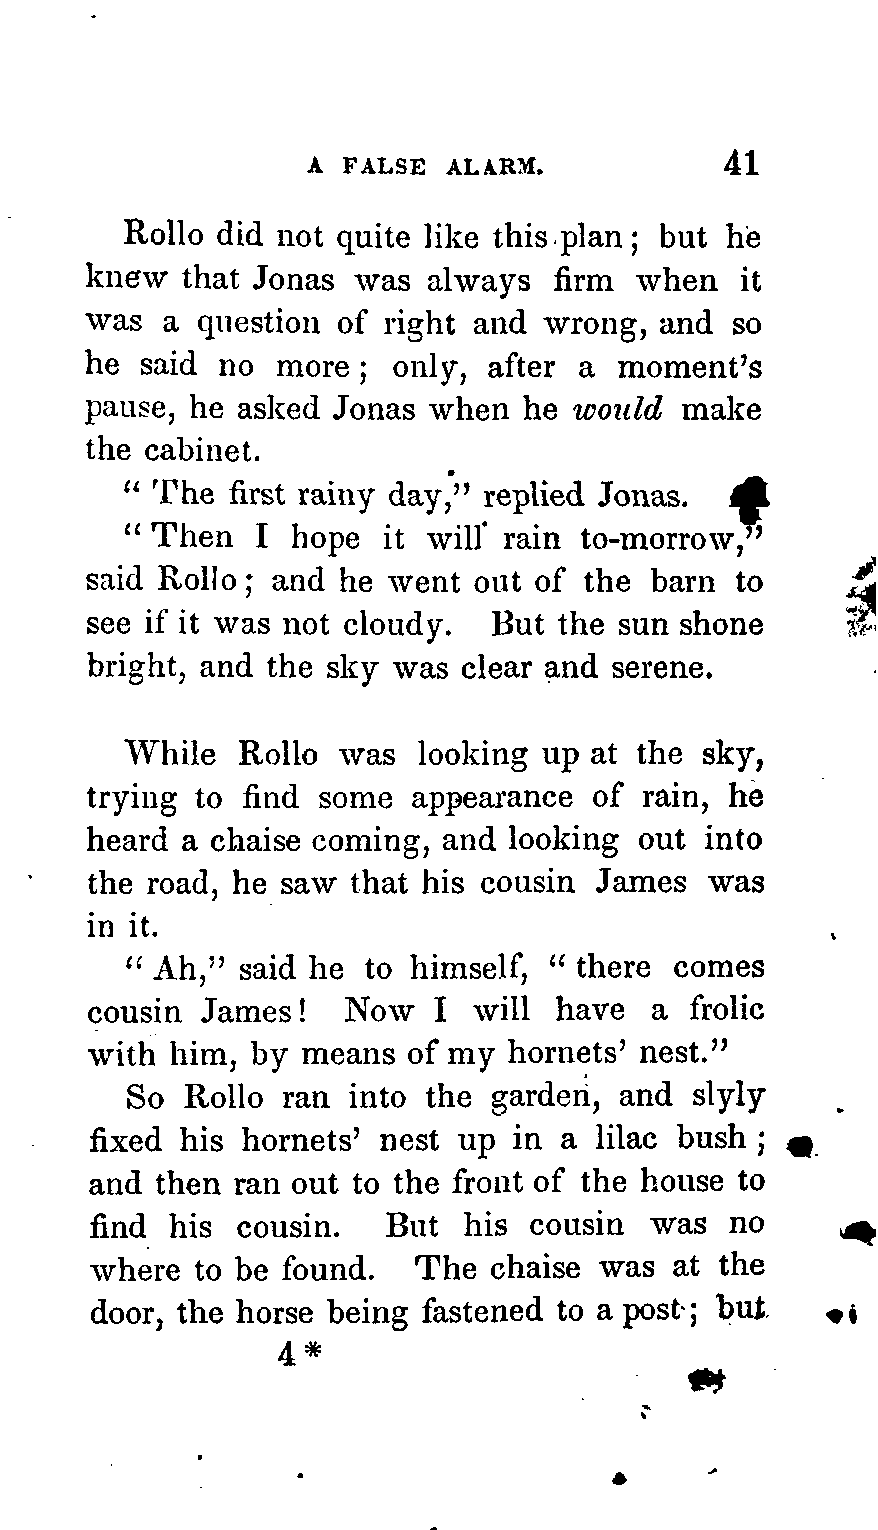 A FALSE ALARM. 41
Rollo did not quite like this plan; but he
knew that Jonas was always firm when it
was a question of right and wrong, and so
he said no more; only, after a moment's
pause, he asked Jonas when he would make
the cabinet.
"The first rainy day," replied Jonas.
"Then I hope it will rain to-morrow,"
said Rollo; and he went out of the barn to
see if it was not cloudy. But the sun shone
bright, and the sky was clear and serene.
While Rollo was looking up at the sky,
trying to find some appearance of rain, he
heard a chaise coming, and looking out into
the road, he saw that his cousin James was
in it.
"Ah," said he to himself, "there comes
cousin James! Now I will have a frolic
with him, by means of my hornets' nest."
So Rollo ran into the garden, and slyly
fixed his hornets' nest up in a lilac bush;
and then ran out to the front of the house to
find his cousin. But his cousin was no
where to be found. The chaise was at the
door, the horse being fastened to a post; but
4*